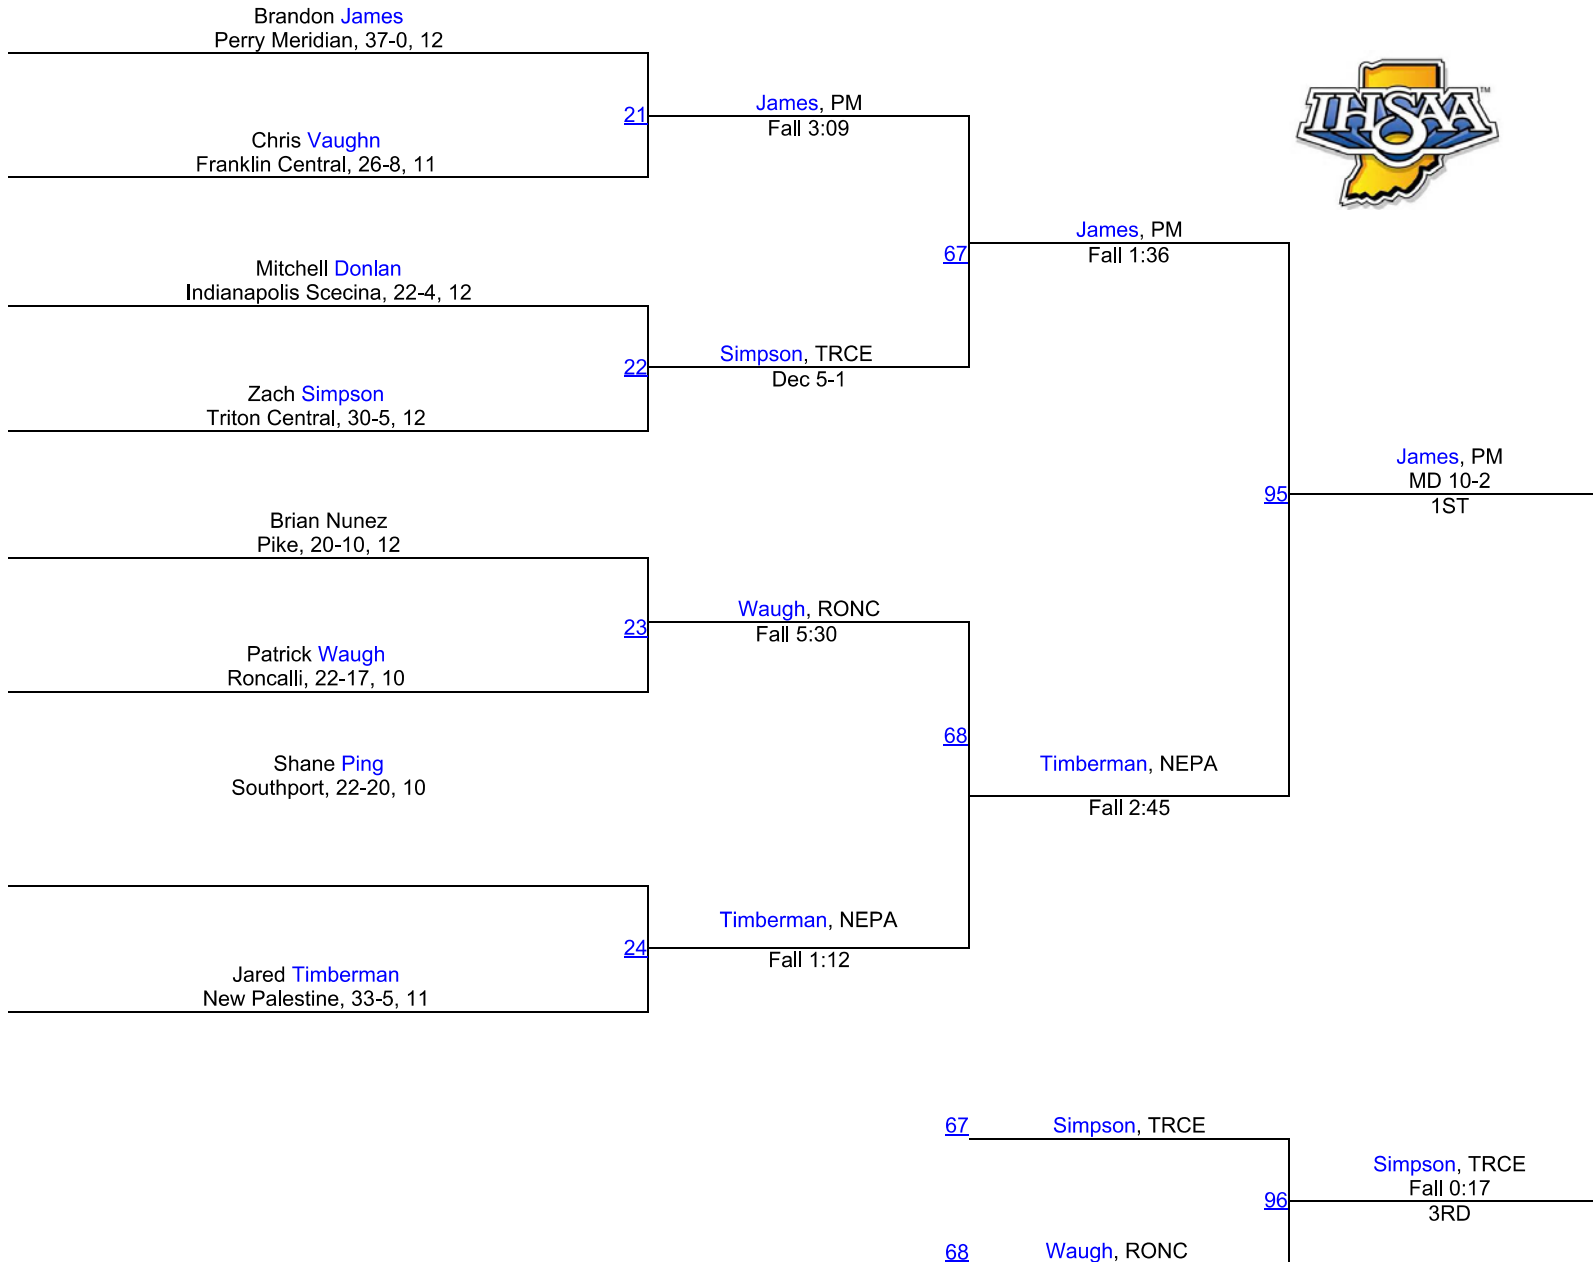 Brandon James
Perry Meridian, 37-0, 12
21
James, PM
Fall 3:09
Chris Vaughn
Franklin Central, 26-8, 11
IHSAA
TM
67
James, PM
Fall 1:36
Mitchell Donlan
Indianapolis Scecina, 22-4, 12
22
Simpson, TRCE
Dec 5-1
Zach Simpson
Triton Central, 30-5, 12
95
James, PM
MD 10-2
1ST
Brian Nunez
Pike, 20-10, 12
23
Waugh, RONC
Fall 5:30
Patrick Waugh
Roncalli, 22-17, 10
68
Timberman, NEPA
Fall 2:45
Shane Ping
Southport, 22-20, 10
24
Timberman, NEPA
Fall 1:12
Jared Timberman
New Palestine, 33-5, 11
67
Simpson, TRCE
96
Simpson, TRCE
Fall 0:17
3RD
68
Waugh, RONC